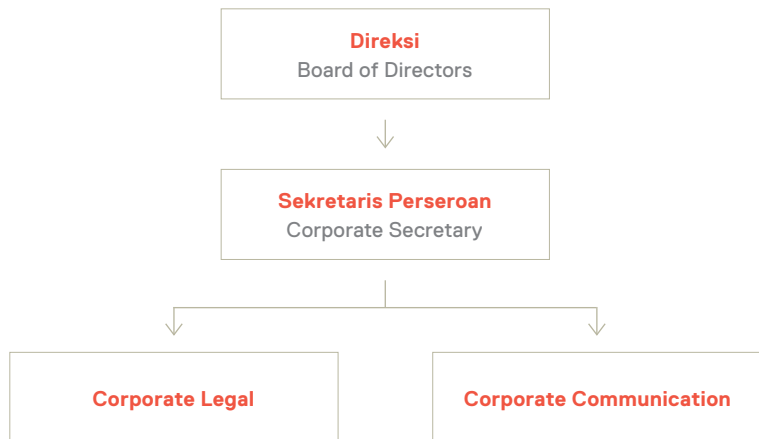 Direksi
Board of Directors
Sekretaris Perseroan
Corporate Secretary
Corporate Legal
Corporate Communication